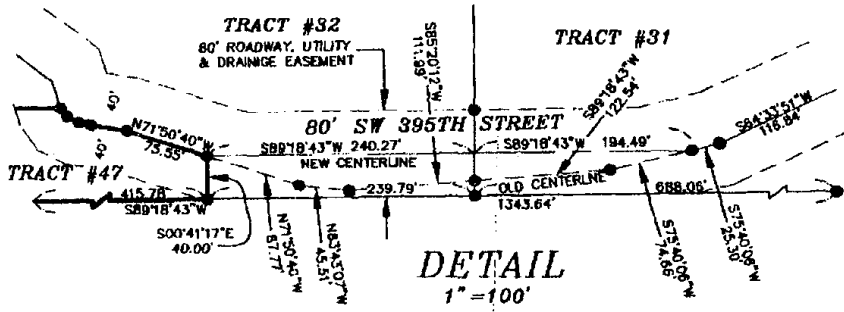 TRACT #32
80' ROADWAY, UTILITY
& DRAINIGE EASEMENT
S85°20'12"W
111.99'
TRACT #31
S89°18'43"W
122.54'
S84°33'51"W
116.84'
40'
40'
N71°50'40"W
73.55'
80' SW 395TH STREET
S89°18'43"W 240.27'
NEW CENTERLINE
S89°18'43"W 194.49'
TRACT #47
415.78'
S89°18'43"W
239.79'
OLD CENTERLINE
1343.64'
688.06'
S00°41'17"E
40.00'
N71°50'40"W
87.77'
N83°43'07"W
45.51'
S75°40'06"W
74.66'
S75°40'06"W
25.30'
DETAIL
1"=100'